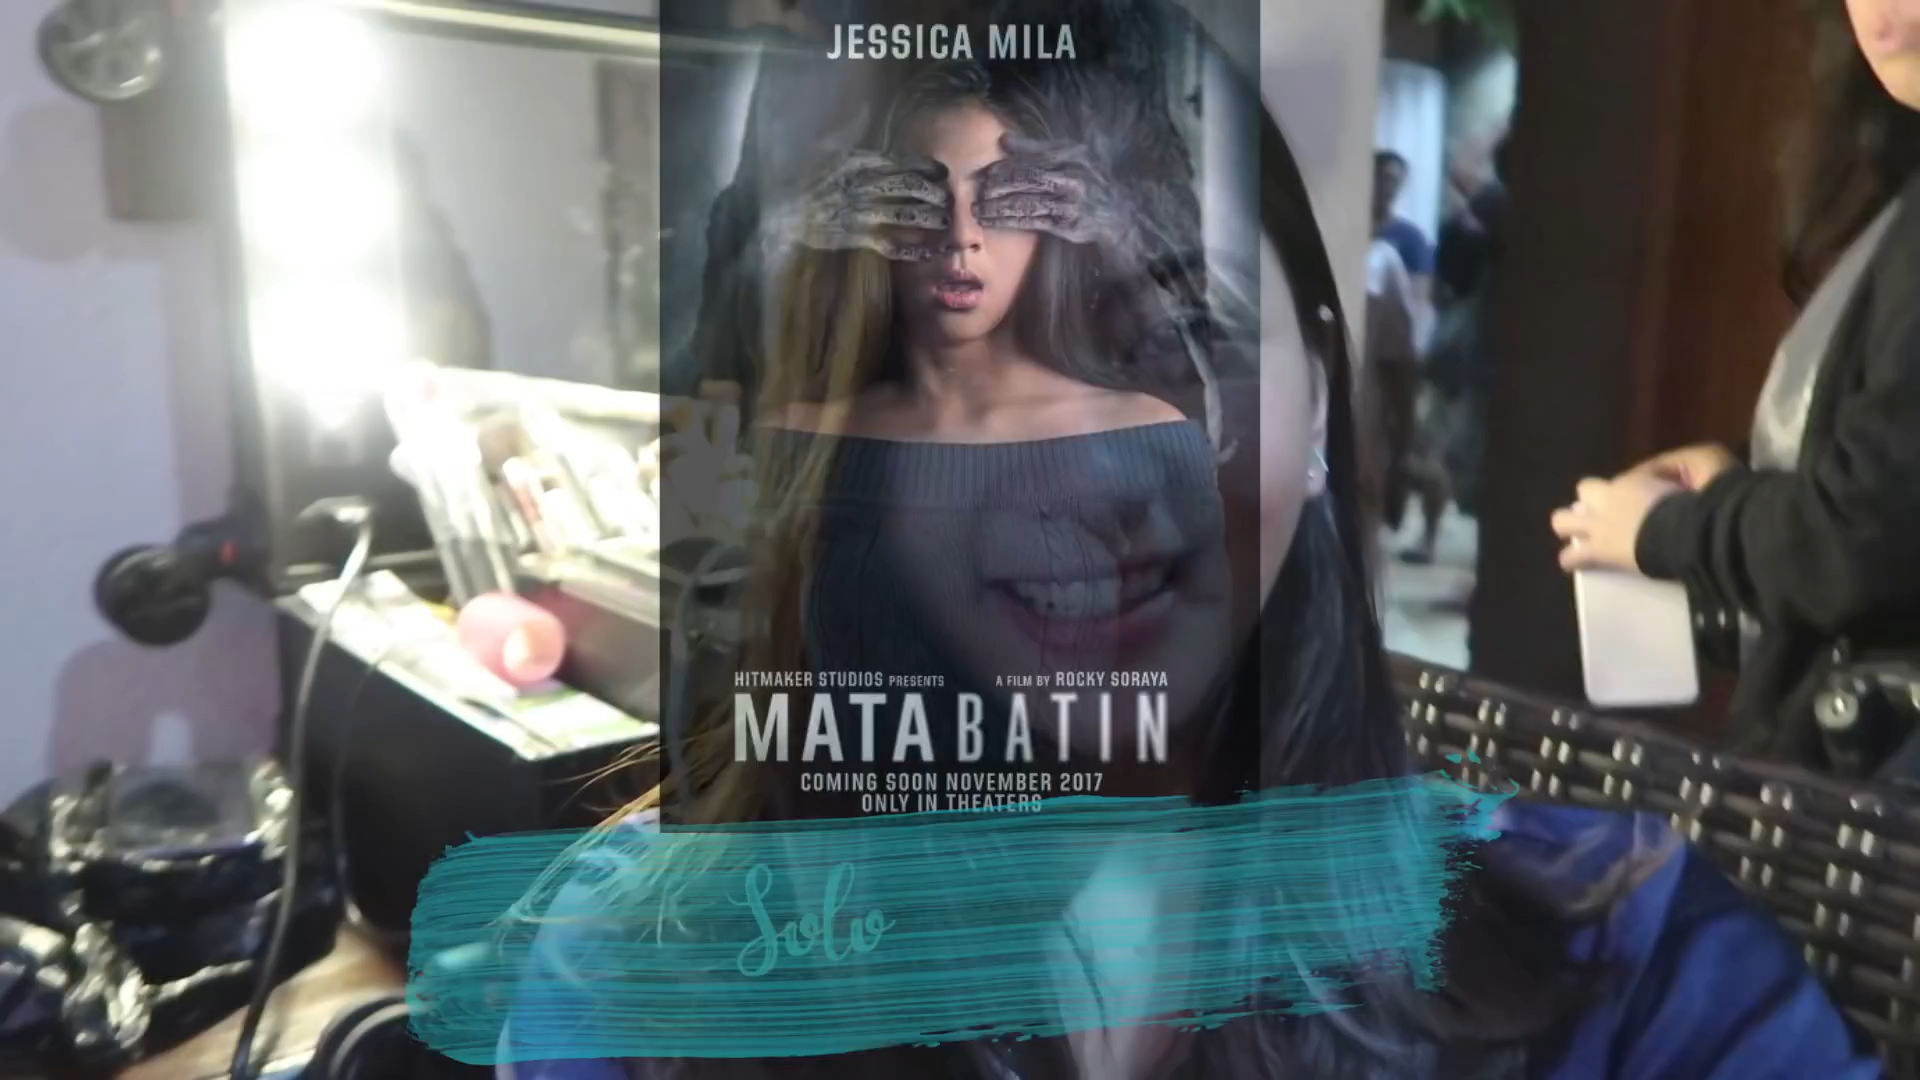 JESSICA MILA
HITMAKER STUDIOS PRESENTS A FILM BY ROCKY SORAYA
MATA BATIN
COMING SOON NOVEMBER 2017
ONLY IN THEATERS
Solo